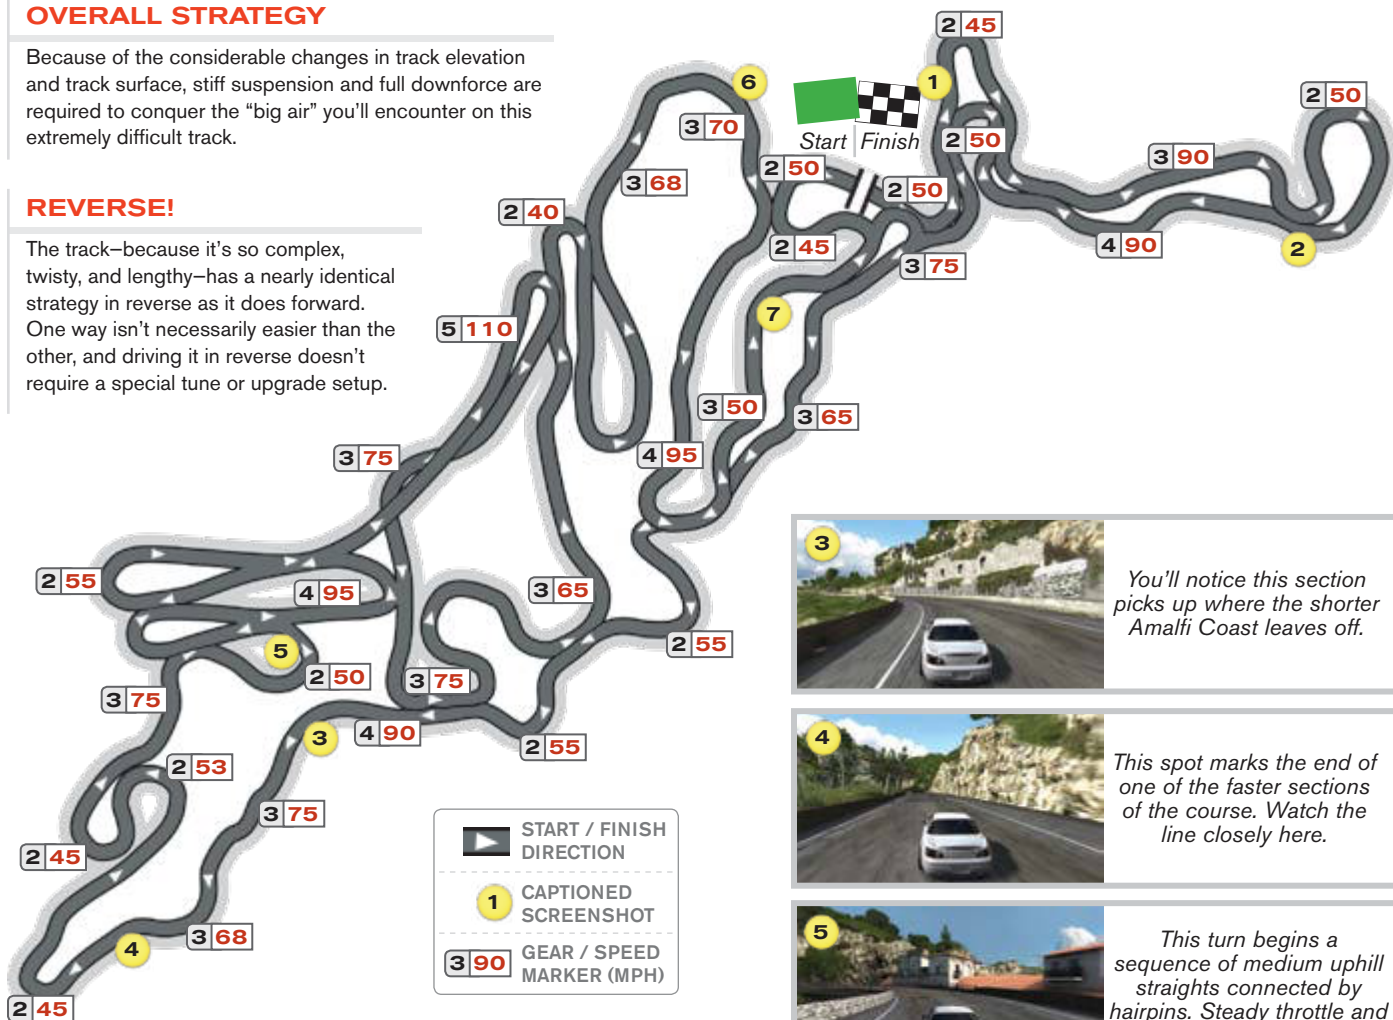 OVERALL STRATEGY
Because of the considerable changes in track elevation
and track surface, stiff suspension and full downforce are
required to conquer the “big air” you’ll encounter on this
extremely difficult track.
REVERSE!
The track—because it’s so complex,
twisty, and lengthy—has a nearly identical
strategy in reverse as it does forward.
One way isn’t necessarily easier than the
other, and driving it in reverse doesn’t
require a special tune or upgrade setup.
2 45
6
1
Start Finish
2 50
3 70
2 50
3 90
2 50
3 68
2 50
2 40
2 45
4 90
2
3 75
7
5 110
3 50
3 65
3 75
4 95
2 55
4 95
3 65
5
2 55
2 50
3 75
3 75
3
4 90
2 55
2 53
3 75
2 45
4
3 68
2 45
START / FINISH
DIRECTION
1
CAPTIONED
SCREENSHOT
3 90
GEAR / SPEED
MARKER (MPH)
3
You’ll notice this section
picks up where the shorter
Amalfi Coast leaves off.
4
This spot marks the end of
one of the faster sections
of the course. Watch the
line closely here.
5
This turn begins a
sequence of medium uphill
straights connected by
hairpins. Steady throttle and